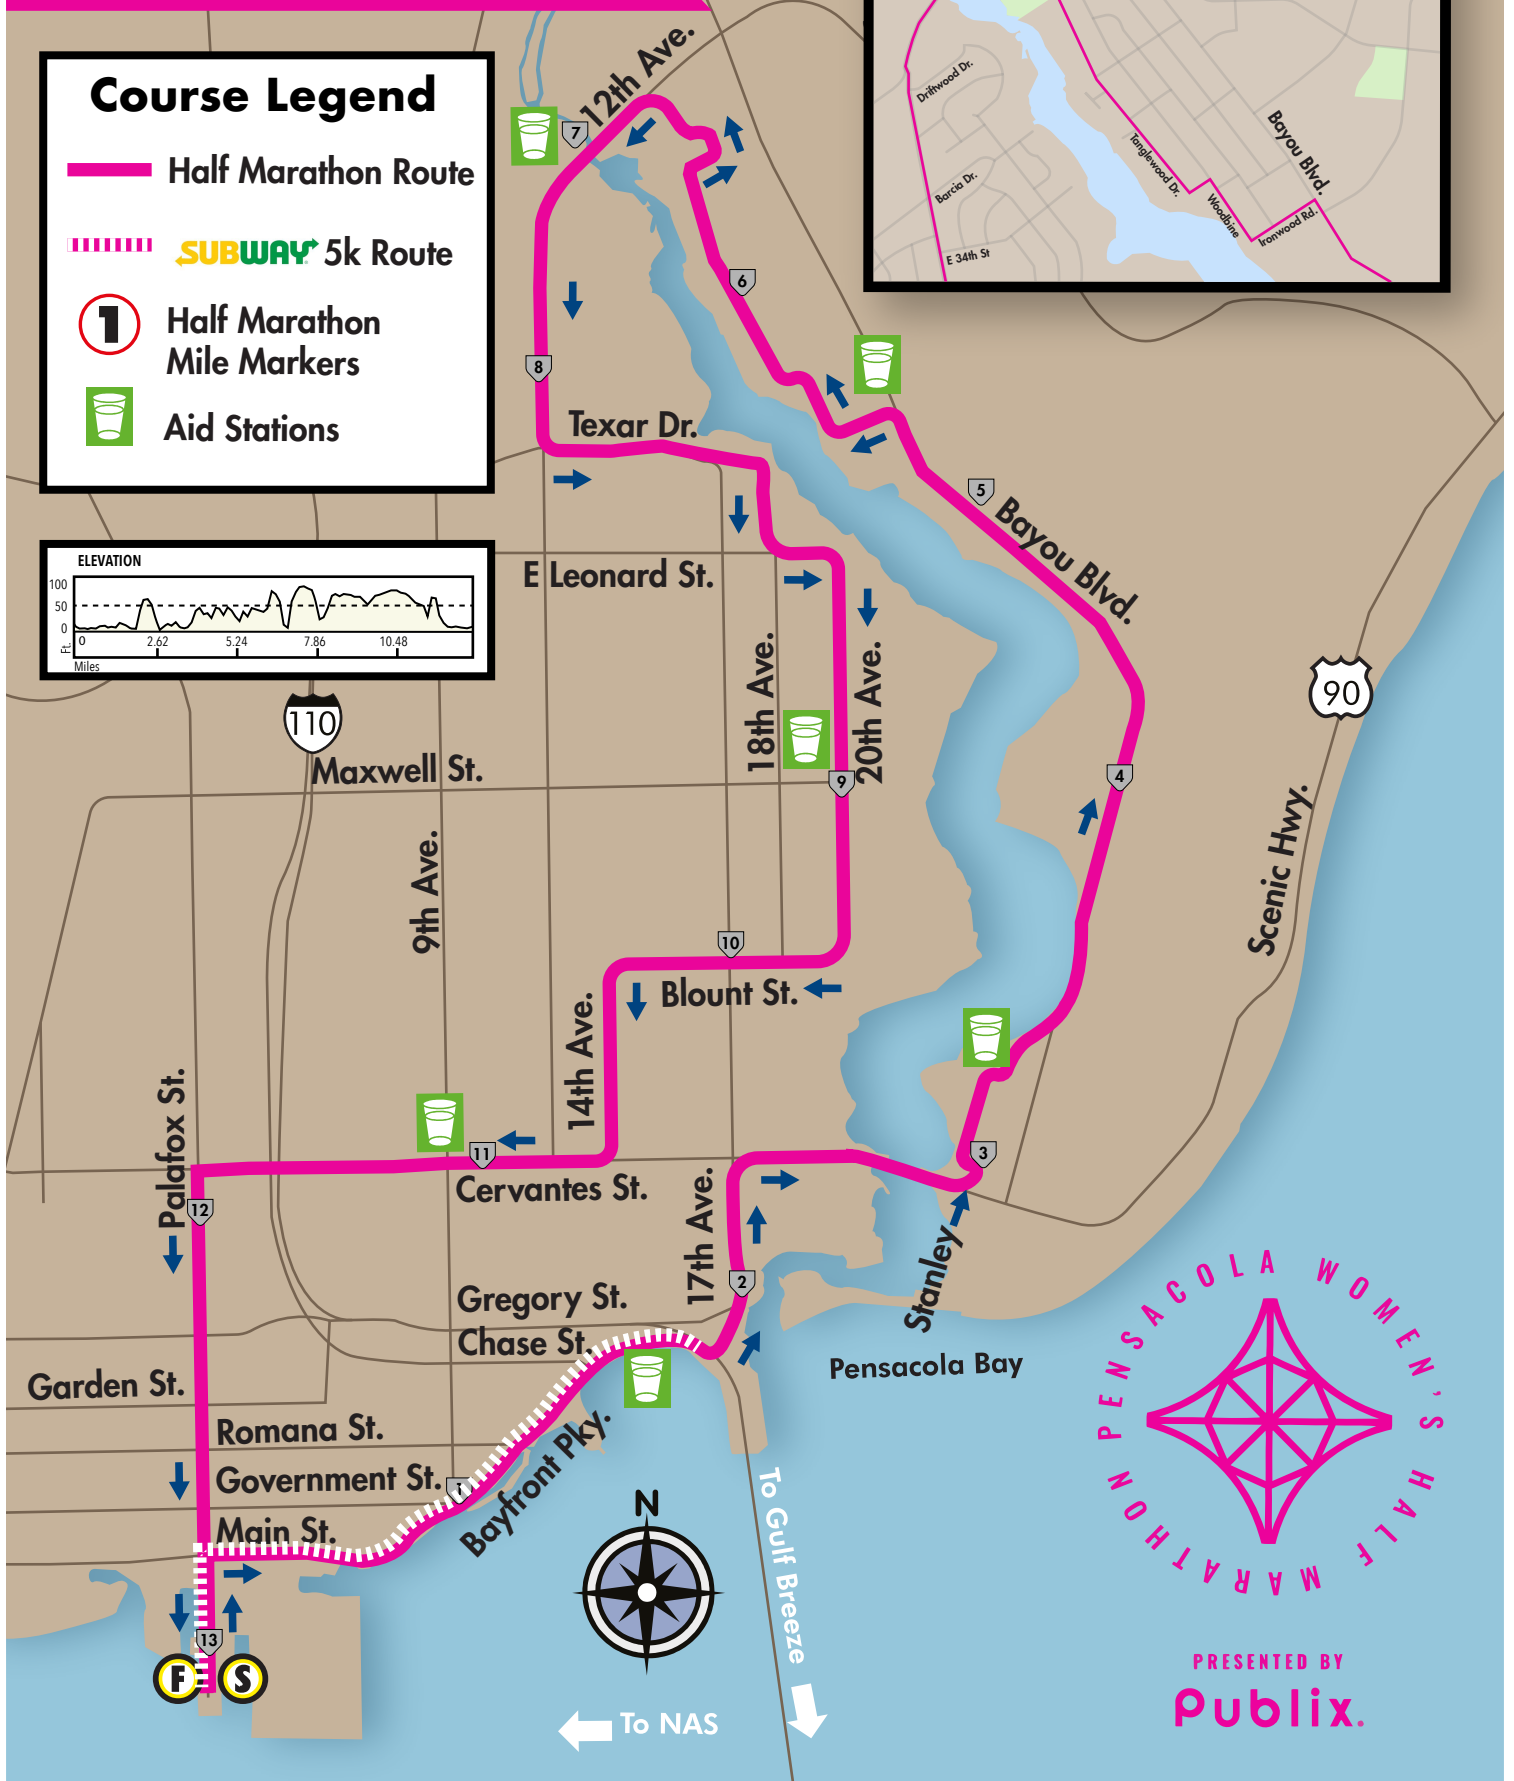 Course Legend
Half Marathon Route
SUBWAY 5k Route
1
Half Marathon
Mile Markers
Aid Stations
ELEVATION
100
50
0
Ft.
0
2.62
5.24
7.86
10.48
Miles
Driftwood Dr.
Barcia Dr.
E 34th St
Tanglewood Dr.
Woodbine
Ironwood Rd.
Bayou Blvd.
12th Ave.
7
6
8
Texar Dr.
5
Bayou Blvd.
E Leonard St.
18th Ave.
20th Ave.
90
110
Maxwell St.
9
4
9th Ave.
Scenic Hwy.
10
Blount St.
14th Ave.
Palafox St.
11
3
Cervantes St.
12
17th Ave.
Stanley
2
Gregory St.
Chase St.
Pensacola Bay
Garden St.
Romana St.
Government St.
1
Bayfront Pky.
Main St.
13
F
S
N
To Gulf Breeze
To NAS
PENSACOLA WOMEN'S HALF MARATHON
PRESENTED BY
Publix.